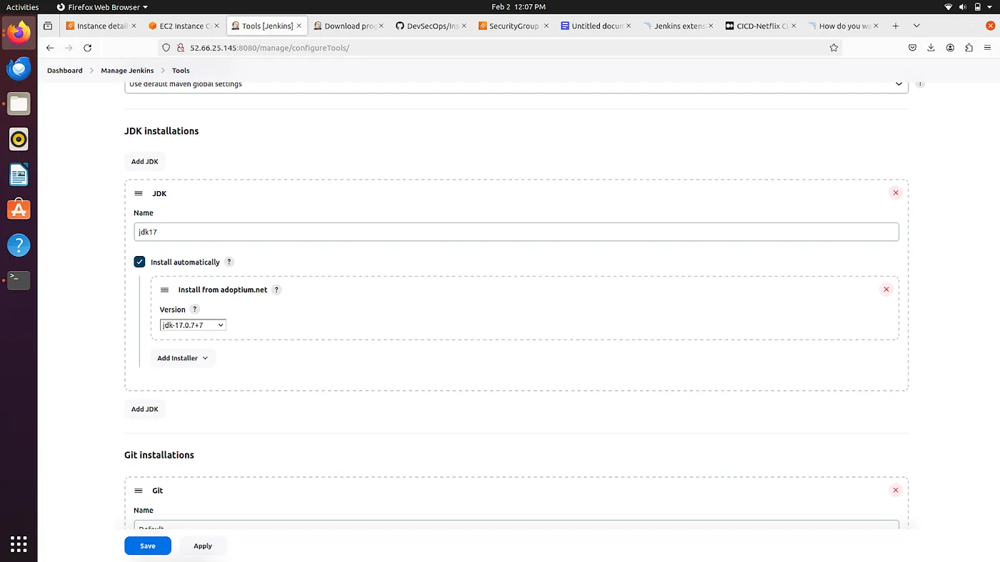 Activities Firefox Web Browser Feb 2 12:07 PM
Instance detail EC2 Instance C Tools [Jenkins] Download prog DevSecOps/Ins SecurityGroup Untitled docum Jenkins extens CICD-Netflix C How do you wa
52.66.25.145:8080/manage/configureTools/
Dashboard Manage Jenkins Tools
Use default maven global settings
?
JDK installations
Add JDK
JDK
Name
jdk17
Install automatically ?
Install from adoptium.net ?
Version ?
jdk-17.0.7+7
Add Installer
Add JDK
Git installations
Git
Name
Default
Save Apply